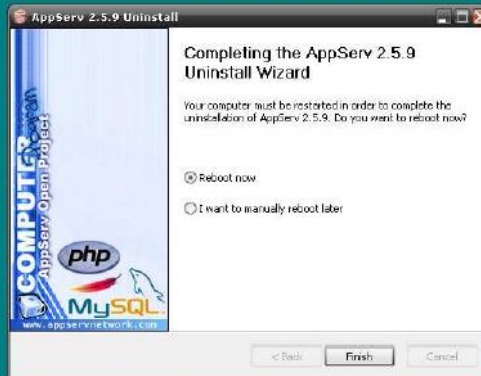 AppServ 2.5.9 Uninstall
Completing the AppServ 2.5.9
Uninstall Wizard
Your computer must be restarted in order to complete the
uninstallation of AppServ 2.5.9. Do you want to reboot now?
Reboot now
I want to manually reboot later
COMPUTER
Program
AppServ Open Project
php
MySQL
www.appservnetwork.com
< Back
Finish
Cancel